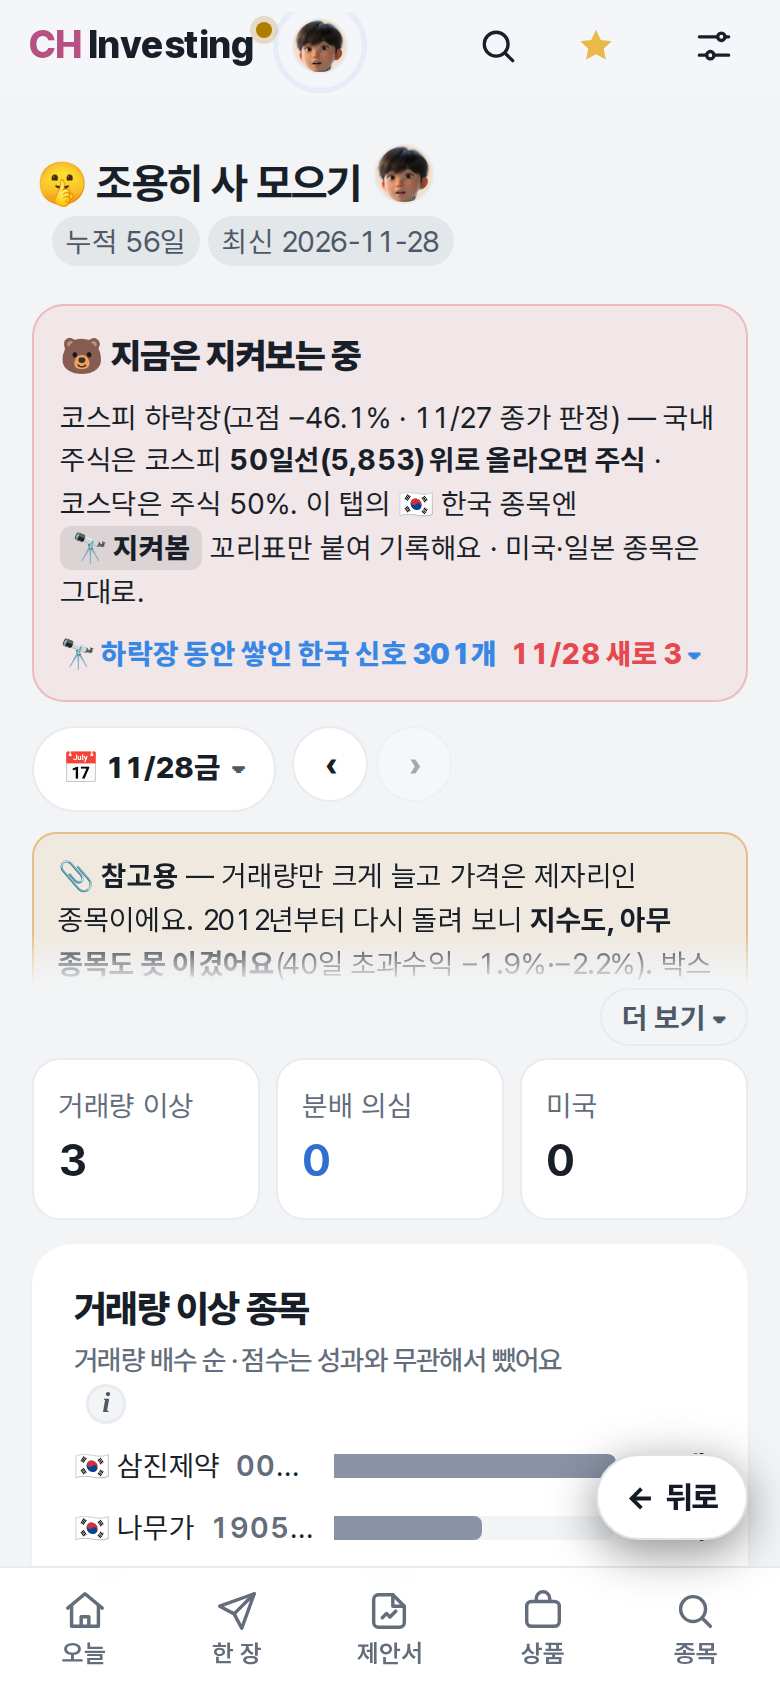 CH Investing
🤫 조용히 사 모으기
누적 56일 최신 2026-11-28
🐻 지금은 지켜보는 중
코스피 하락장(고점 −46.1% · 11/27 종가 판정) — 국내
주식은 코스피 50일선(5,853) 위로 올라오면 주식 ·
코스닥은 주식 50%. 이 탭의 🇰🇷 한국 종목엔
🔭 지켜봄 꼬리표만 붙여 기록해요 · 미국·일본 종목은
그대로.
🔭 하락장 동안 쌓인 한국 신호 301개 11/28 새로 3
📅 11/28금 ‹ ›
📎 참고용 — 거래량만 크게 늘고 가격은 제자리인
종목이에요. 2012년부터 다시 돌려 보니 지수도, 아무
종목도 못 이겼어요(40일 초과수익 −1.9%·−2.2%). 박스
더 보기
거래량 이상 분배 의심 미국
3 0 0
거래량 이상 종목
거래량 배수 순 · 점수는 성과와 무관해서 뺐어요
i
🇰🇷 삼진제약 00...
🇰🇷 나무가 1905...
← 뒤로
오늘 한 장 제안서 상품 종목